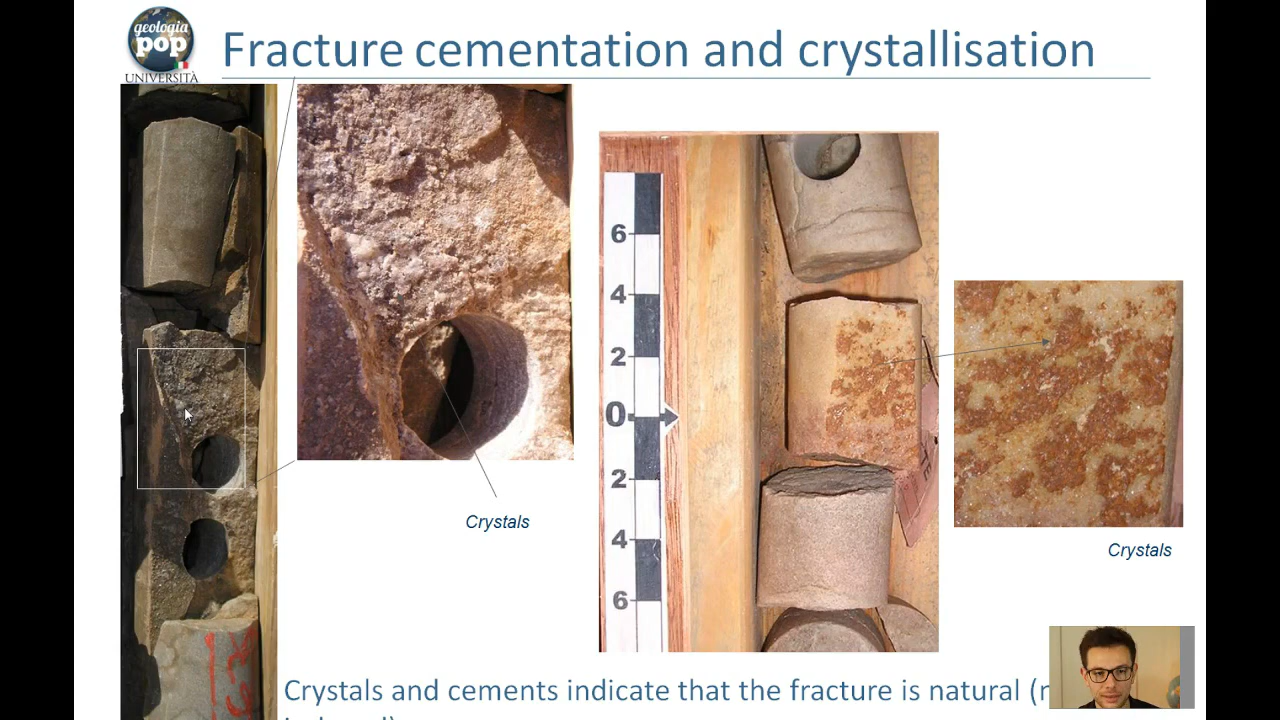 geologia
pop
UNIVERSITÀ
Fracture cementation and crystallisation
6
4
2
0
2
4
6
Crystals
Crystals
Crystals and cements indicate that the fracture is natural (